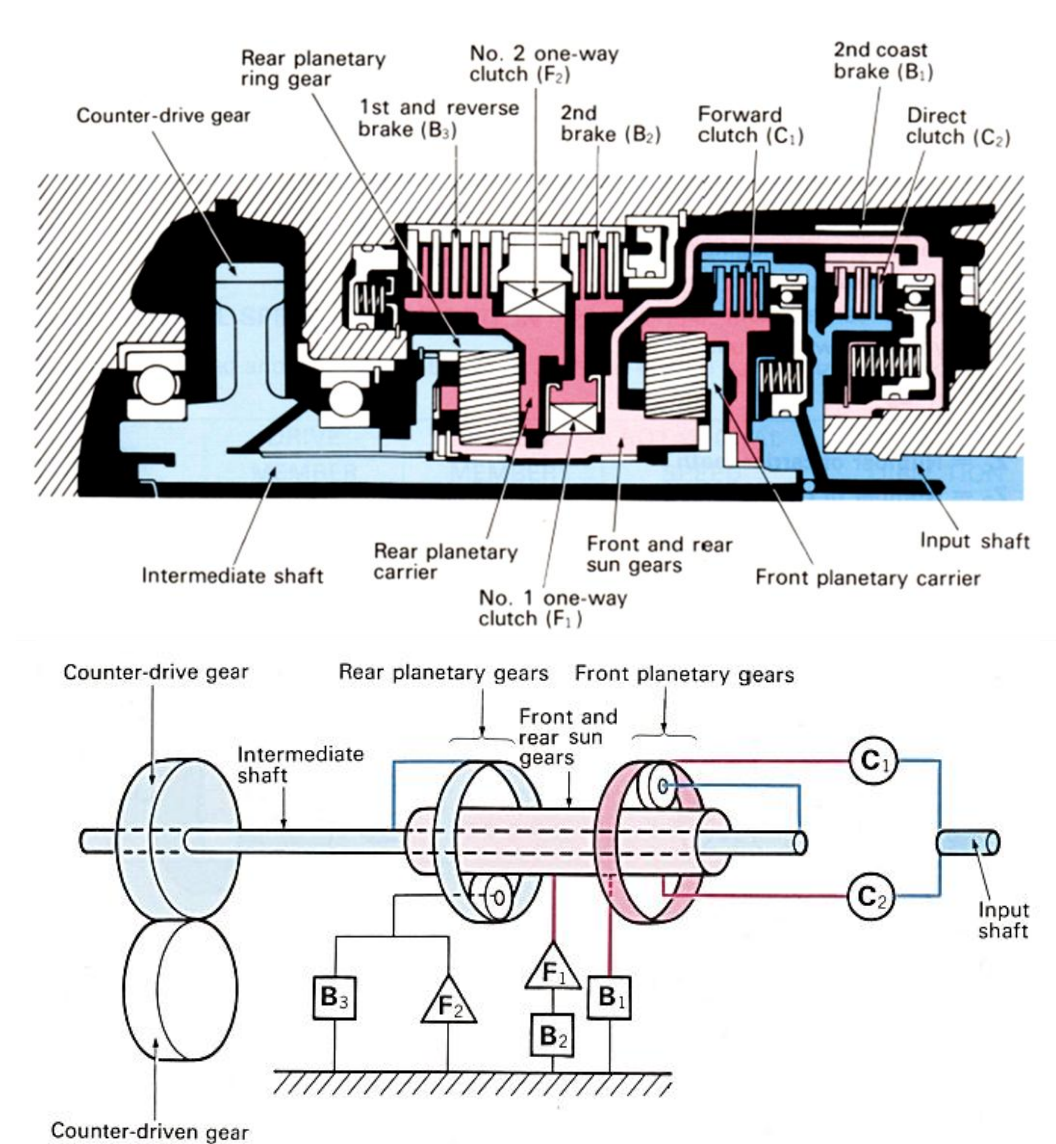 No. 2 one-way
clutch (F₂)
2nd coast
brake (B₁)
Rear planetary
ring gear
1st and reverse
brake (B₃)
2nd
brake (B₂)
Forward
clutch (C₁)
Direct
clutch (C₂)
Counter-drive gear
Input shaft
Rear planetary
carrier
Front and rear
sun gears
Intermediate shaft
Front planetary carrier
No. 1 one-way
clutch (F₁)
Counter-drive gear
Rear planetary gears
Front planetary gears
Front and
rear sun
gears
Intermediate
shaft
C₁
C₂
Input
shaft
F₁
B₃
F₂
B₁
B₂
Counter-driven gear